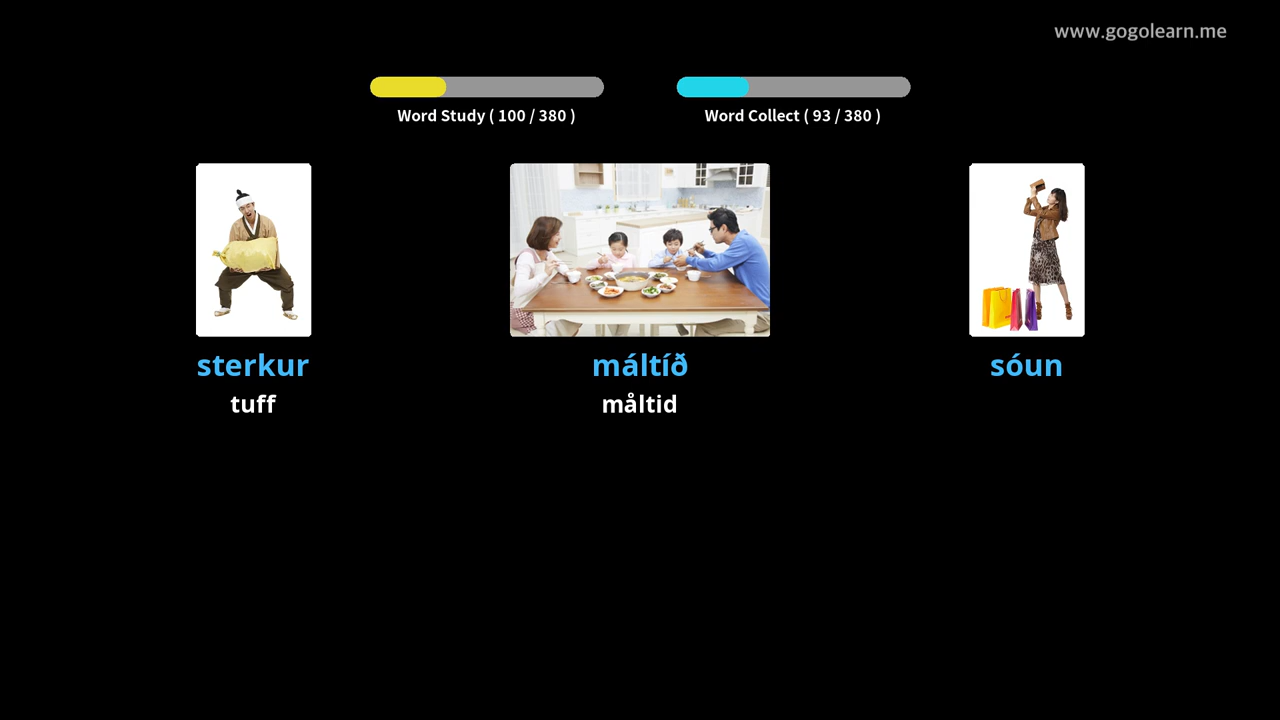 www.gogolearn.me
Word Study ( 100 / 380 )
Word Collect ( 93 / 380 )
sterkur
máltíð
sóun
tuff
måltid